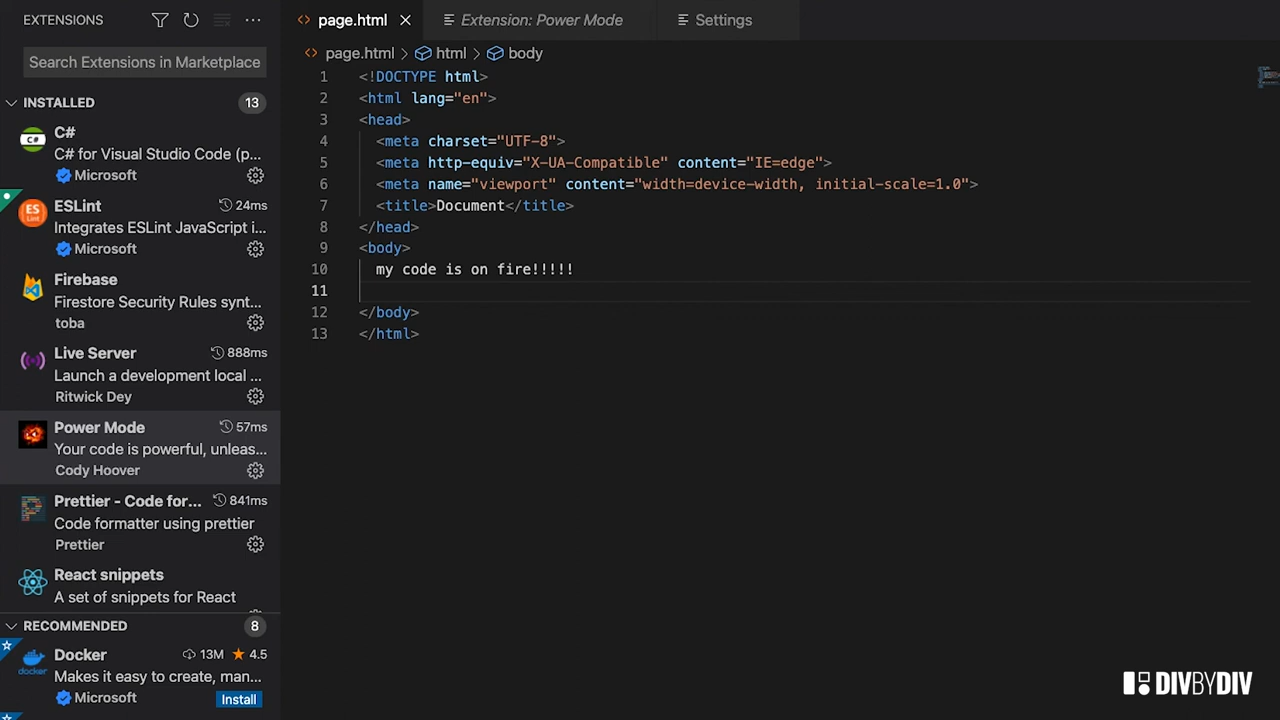 EXTENSIONS
Search Extensions in Marketplace
INSTALLED 13
C#
C# for Visual Studio Code (p...
Microsoft
ESLint 24ms
Integrates ESLint JavaScript i...
Microsoft
Firebase
Firestore Security Rules synt...
toba
Live Server 888ms
Launch a development local ...
Ritwick Dey
Power Mode 57ms
Your code is powerful, unleas...
Cody Hoover
Prettier - Code for... 841ms
Code formatter using prettier
Prettier
React snippets
A set of snippets for React
RECOMMENDED 8
Docker 13M 4.5
Makes it easy to create, man...
Microsoft Install
page.html Extension: Power Mode Settings
page.html > html > body
1 <!DOCTYPE html>
2 <html lang="en">
3 <head>
4 <meta charset="UTF-8">
5 <meta http-equiv="X-UA-Compatible" content="IE=edge">
6 <meta name="viewport" content="width=device-width, initial-scale=1.0">
7 <title>Document</title>
8 </head>
9 <body>
10 my code is on fire!!!!!
11
12 </body>
13 </html>
DIVBYDIV